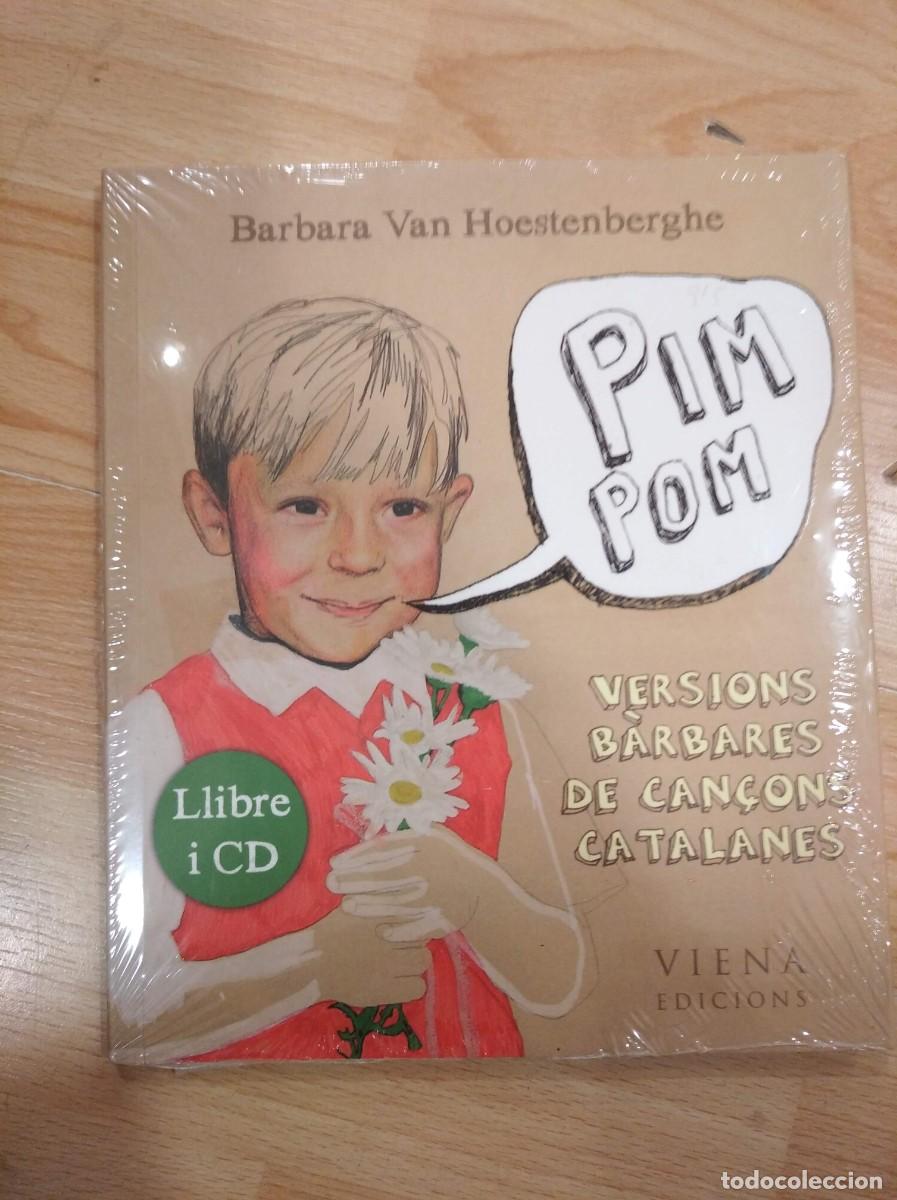 Barbara Van Hoestenberghe
PIM
POM
VERSIONS
BÀRBARES
DE CANÇONS
CATALANES
Llibre
i CD
VIENA
EDICIONS
todocoleccion